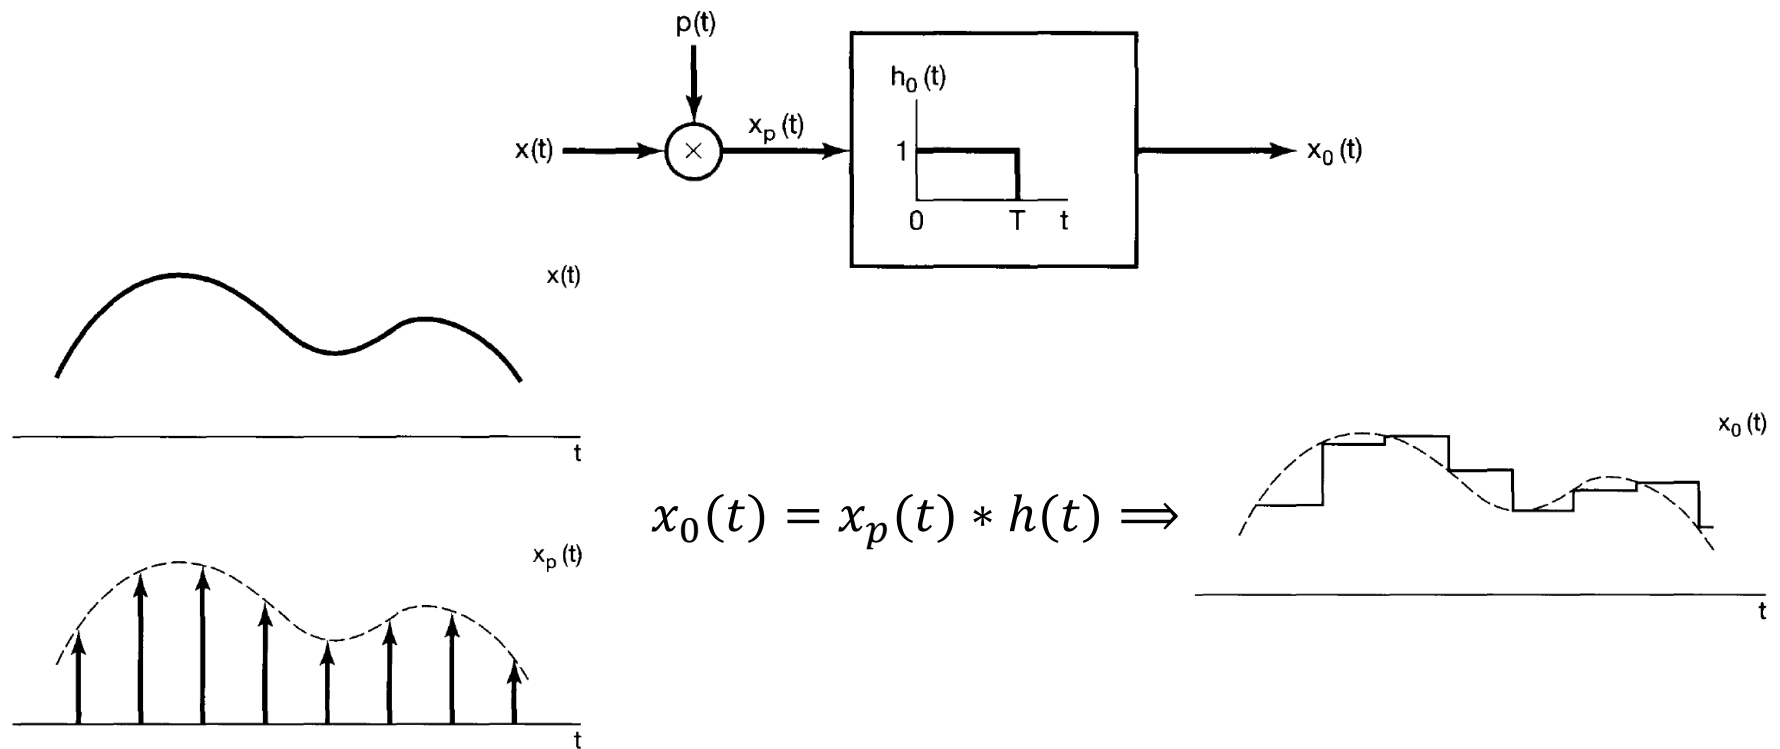 p(t)
h₀(t)
x(t)
×
xₚ(t)
1
x₀(t)
0 T t
x(t)
t
x₀(t)
x₀(t) = xₚ(t) ∗ h(t) ⟹
xₚ(t)
t
t